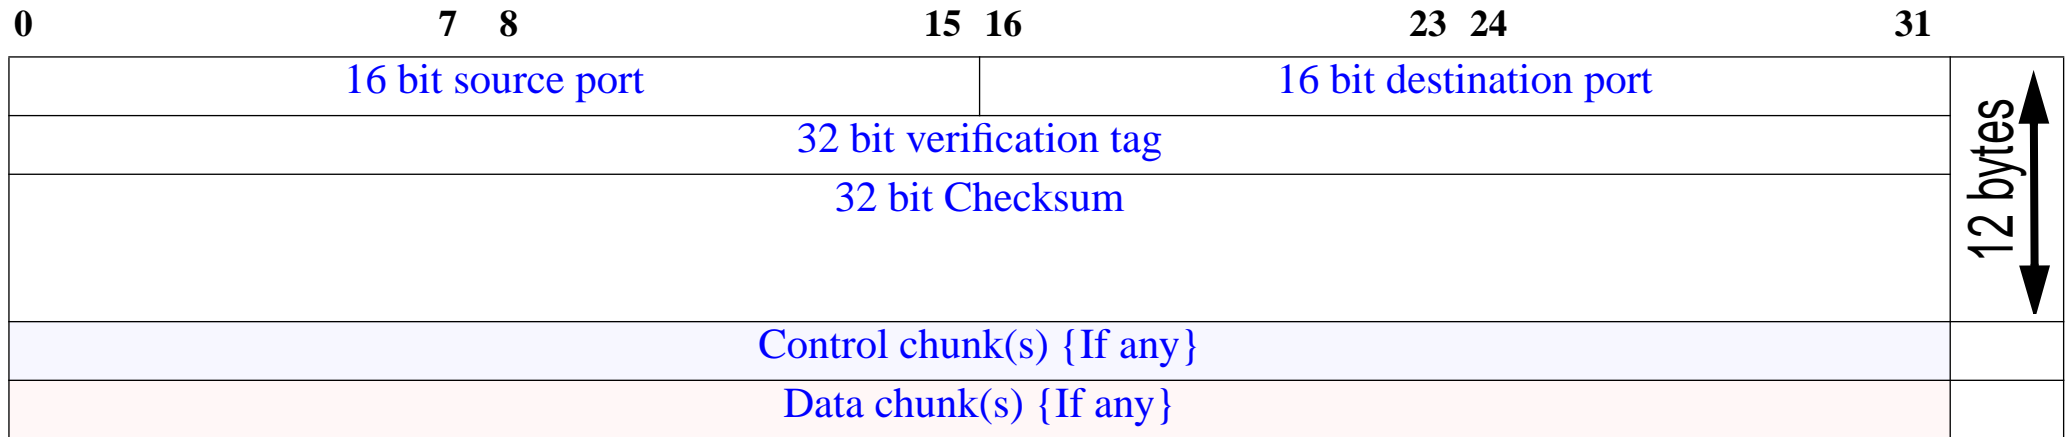 0 7 8 15 16 23 24 31
16 bit source port 16 bit destination port
32 bit verification tag
32 bit Checksum
12 bytes
Control chunk(s) {If any}
Data chunk(s) {If any}